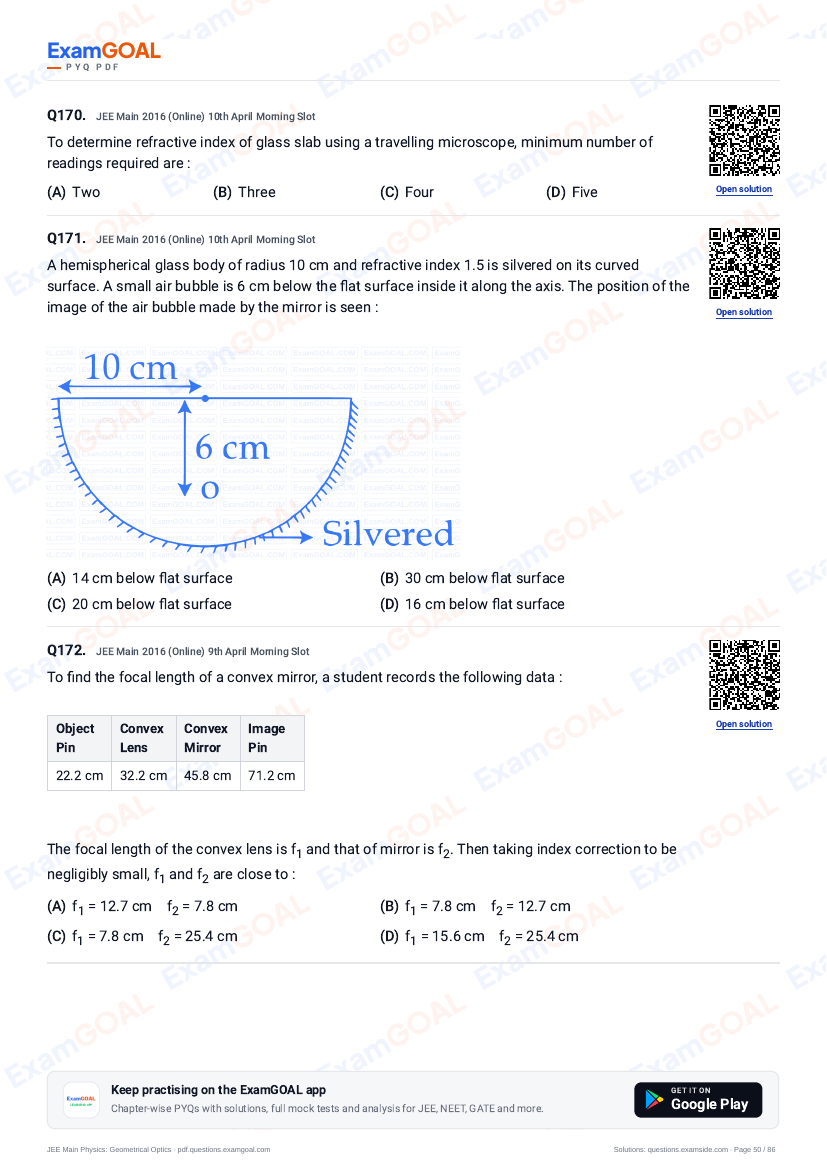 ExamGOAL
PYQ PDF
Q170. JEE Main 2016 (Online) 10th April Morning Slot
To determine refractive index of glass slab using a travelling microscope, minimum number of
readings required are :
(A) Two (B) Three (C) Four (D) Five
Open solution
Q171. JEE Main 2016 (Online) 10th April Morning Slot
A hemispherical glass body of radius 10 cm and refractive index 1.5 is silvered on its curved
surface. A small air bubble is 6 cm below the flat surface inside it along the axis. The position of the
image of the air bubble made by the mirror is seen :
Open solution
10 cm
6 cm
O
Silvered
(A) 14 cm below flat surface (B) 30 cm below flat surface
(C) 20 cm below flat surface (D) 16 cm below flat surface
Q172. JEE Main 2016 (Online) 9th April Morning Slot
To find the focal length of a convex mirror, a student records the following data :
Open solution
Object Convex Convex Image
Pin Lens Mirror Pin
22.2 cm 32.2 cm 45.8 cm 71.2 cm
The focal length of the convex lens is f1 and that of mirror is f2. Then taking index correction to be
negligibly small, f1 and f2 are close to :
(A) f1 = 12.7 cm f2 = 7.8 cm (B) f1 = 7.8 cm f2 = 12.7 cm
(C) f1 = 7.8 cm f2 = 25.4 cm (D) f1 = 15.6 cm f2 = 25.4 cm
Keep practising on the ExamGOAL app
Chapter-wise PYQs with solutions, full mock tests and analysis for JEE, NEET, GATE and more.
GET IT ON
Google Play
JEE Main Physics: Geometrical Optics · pdf.questions.examgoal.com
Solutions: questions.examside.com · Page 50 / 86